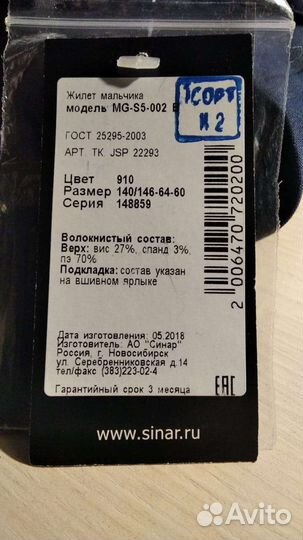 Жилет мальчика
модель MG-S5-002
СОРТ
И 2
ГОСТ 25295-2003
АРТ. ТК. JSP 22293
Цвет 910
Размер 140/146-64-60
Серия 148859
Волокнистый состав:
Верх: вис 27%, спанд 3%,
пэ 70%
Подкладка: состав указан
на вшивном ярлыке
2 006470 720200
Дата изготовления: 05.2018
Изготовитель: АО "Синар"
Россия, г. Новосибирск
ул. Серебренниковская д.14
тел/факс (383)223-02-4
Гарантийный срок 3 месяца
EAC
www.sinar.ru
Avito